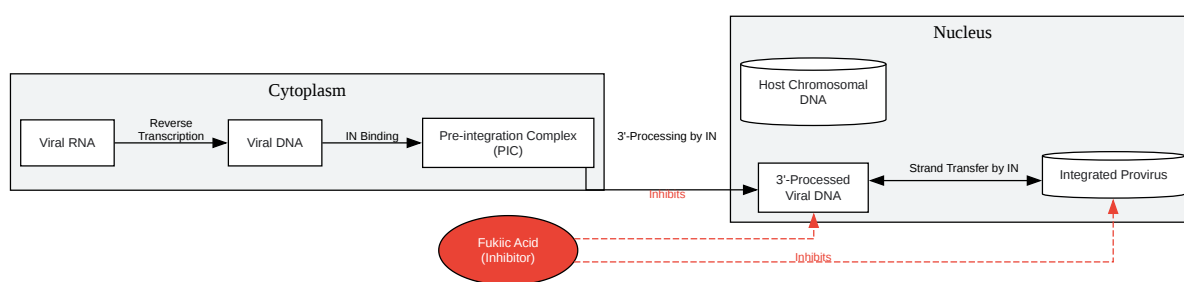 Nucleus
Cytoplasm
Host Chromosomal
DNA
Viral RNA
Reverse
Transcription
Viral DNA
IN Binding
Pre-integration Complex
(PIC)
3'-Processing by IN
Inhibits
3'-Processed
Viral DNA
Strand Transfer by IN
Integrated Provirus
Fukiic Acid
(Inhibitor)
Inhibits